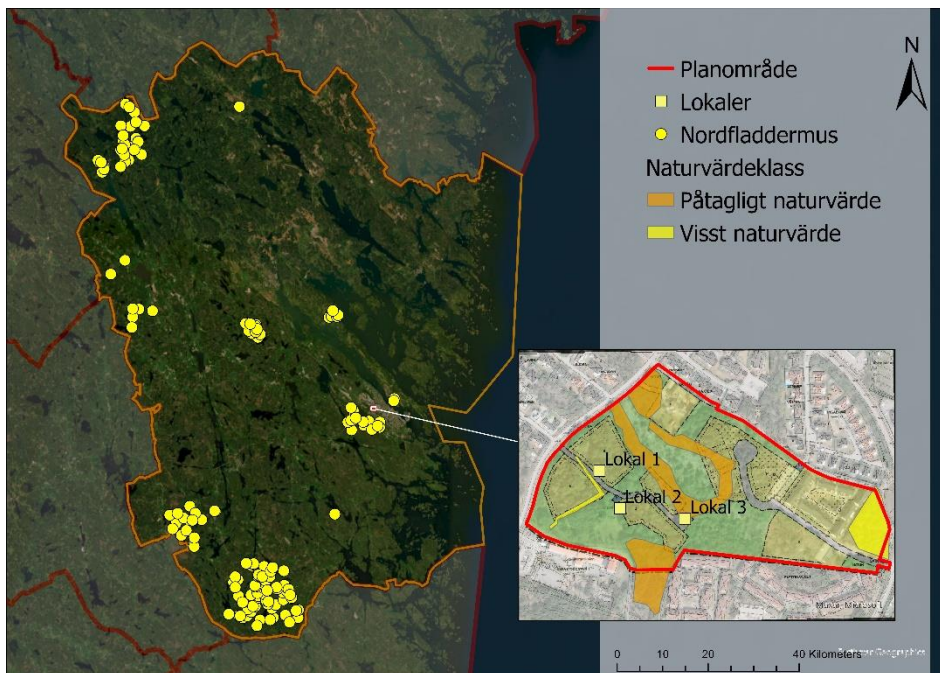 N
Planområde
Lokaler
Nordfladdermus
Naturvärdeklass
Påtagligt naturvärde
Visst naturvärde
Lokal 1
Lokal 2
Lokal 3
Microsoft
0 10 20 40 Kilometers